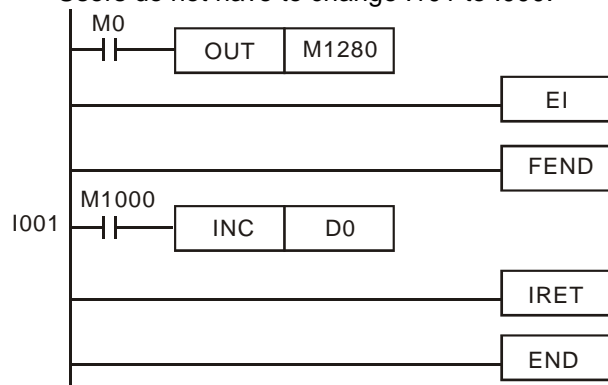 Users do not have to change I101 to I000.
M0
OUT M1280
EI
FEND
M1000
I001 INC D0
IRET
END